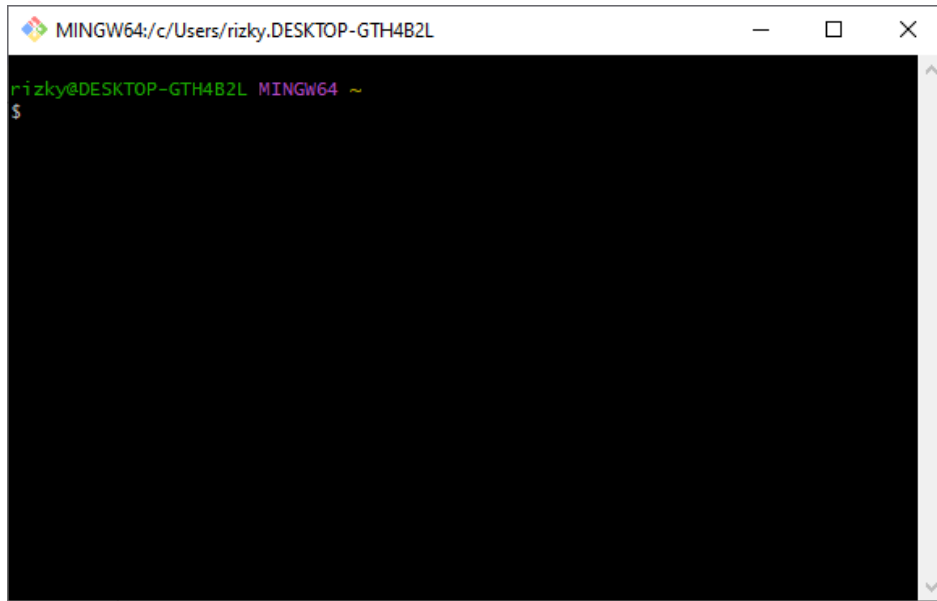 MINGW64:/c/Users/rizky.DESKTOP-GTH4B2L
rizky@DESKTOP-GTH4B2L MINGW64 ~
$